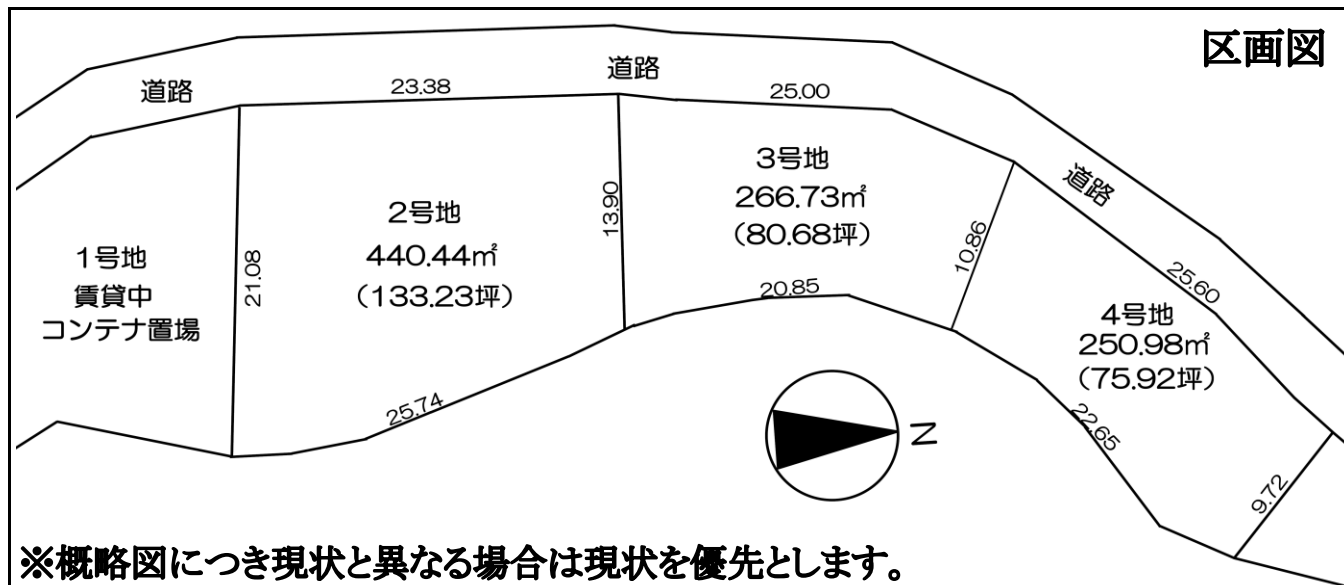 区画図
道路
23.38
道路
25.00
道路
25.60
1号地
賃貸中
コンテナ置場
21.08
2号地
440.44㎡
(133.23坪)
25.74
13.90
3号地
266.73㎡
(80.68坪)
20.85
10.86
4号地
250.98㎡
(75.92坪)
22.65
9.72
N
※概略図につき現状と異なる場合は現状を優先とします。